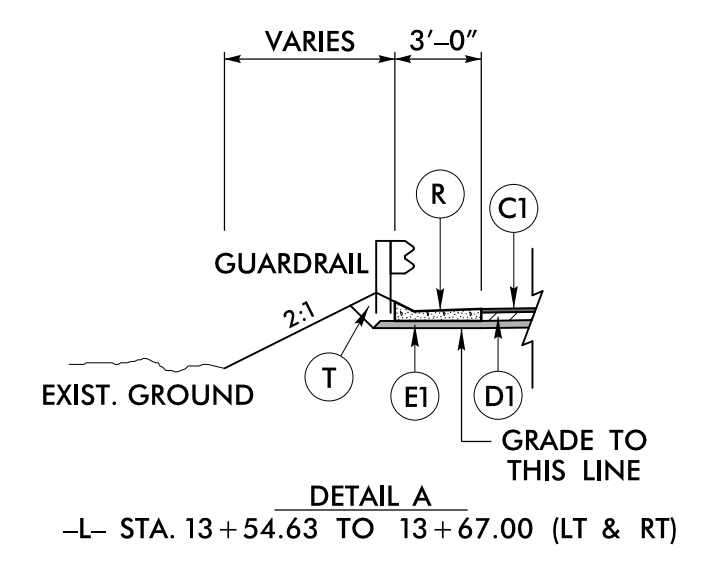 VARIES 3'–0"
R
C1
GUARDRAIL
2:1
T
E1 D1
EXIST. GROUND
GRADE TO
THIS LINE
DETAIL A
–L– STA. 13+54.63 TO 13+67.00 (LT & RT)